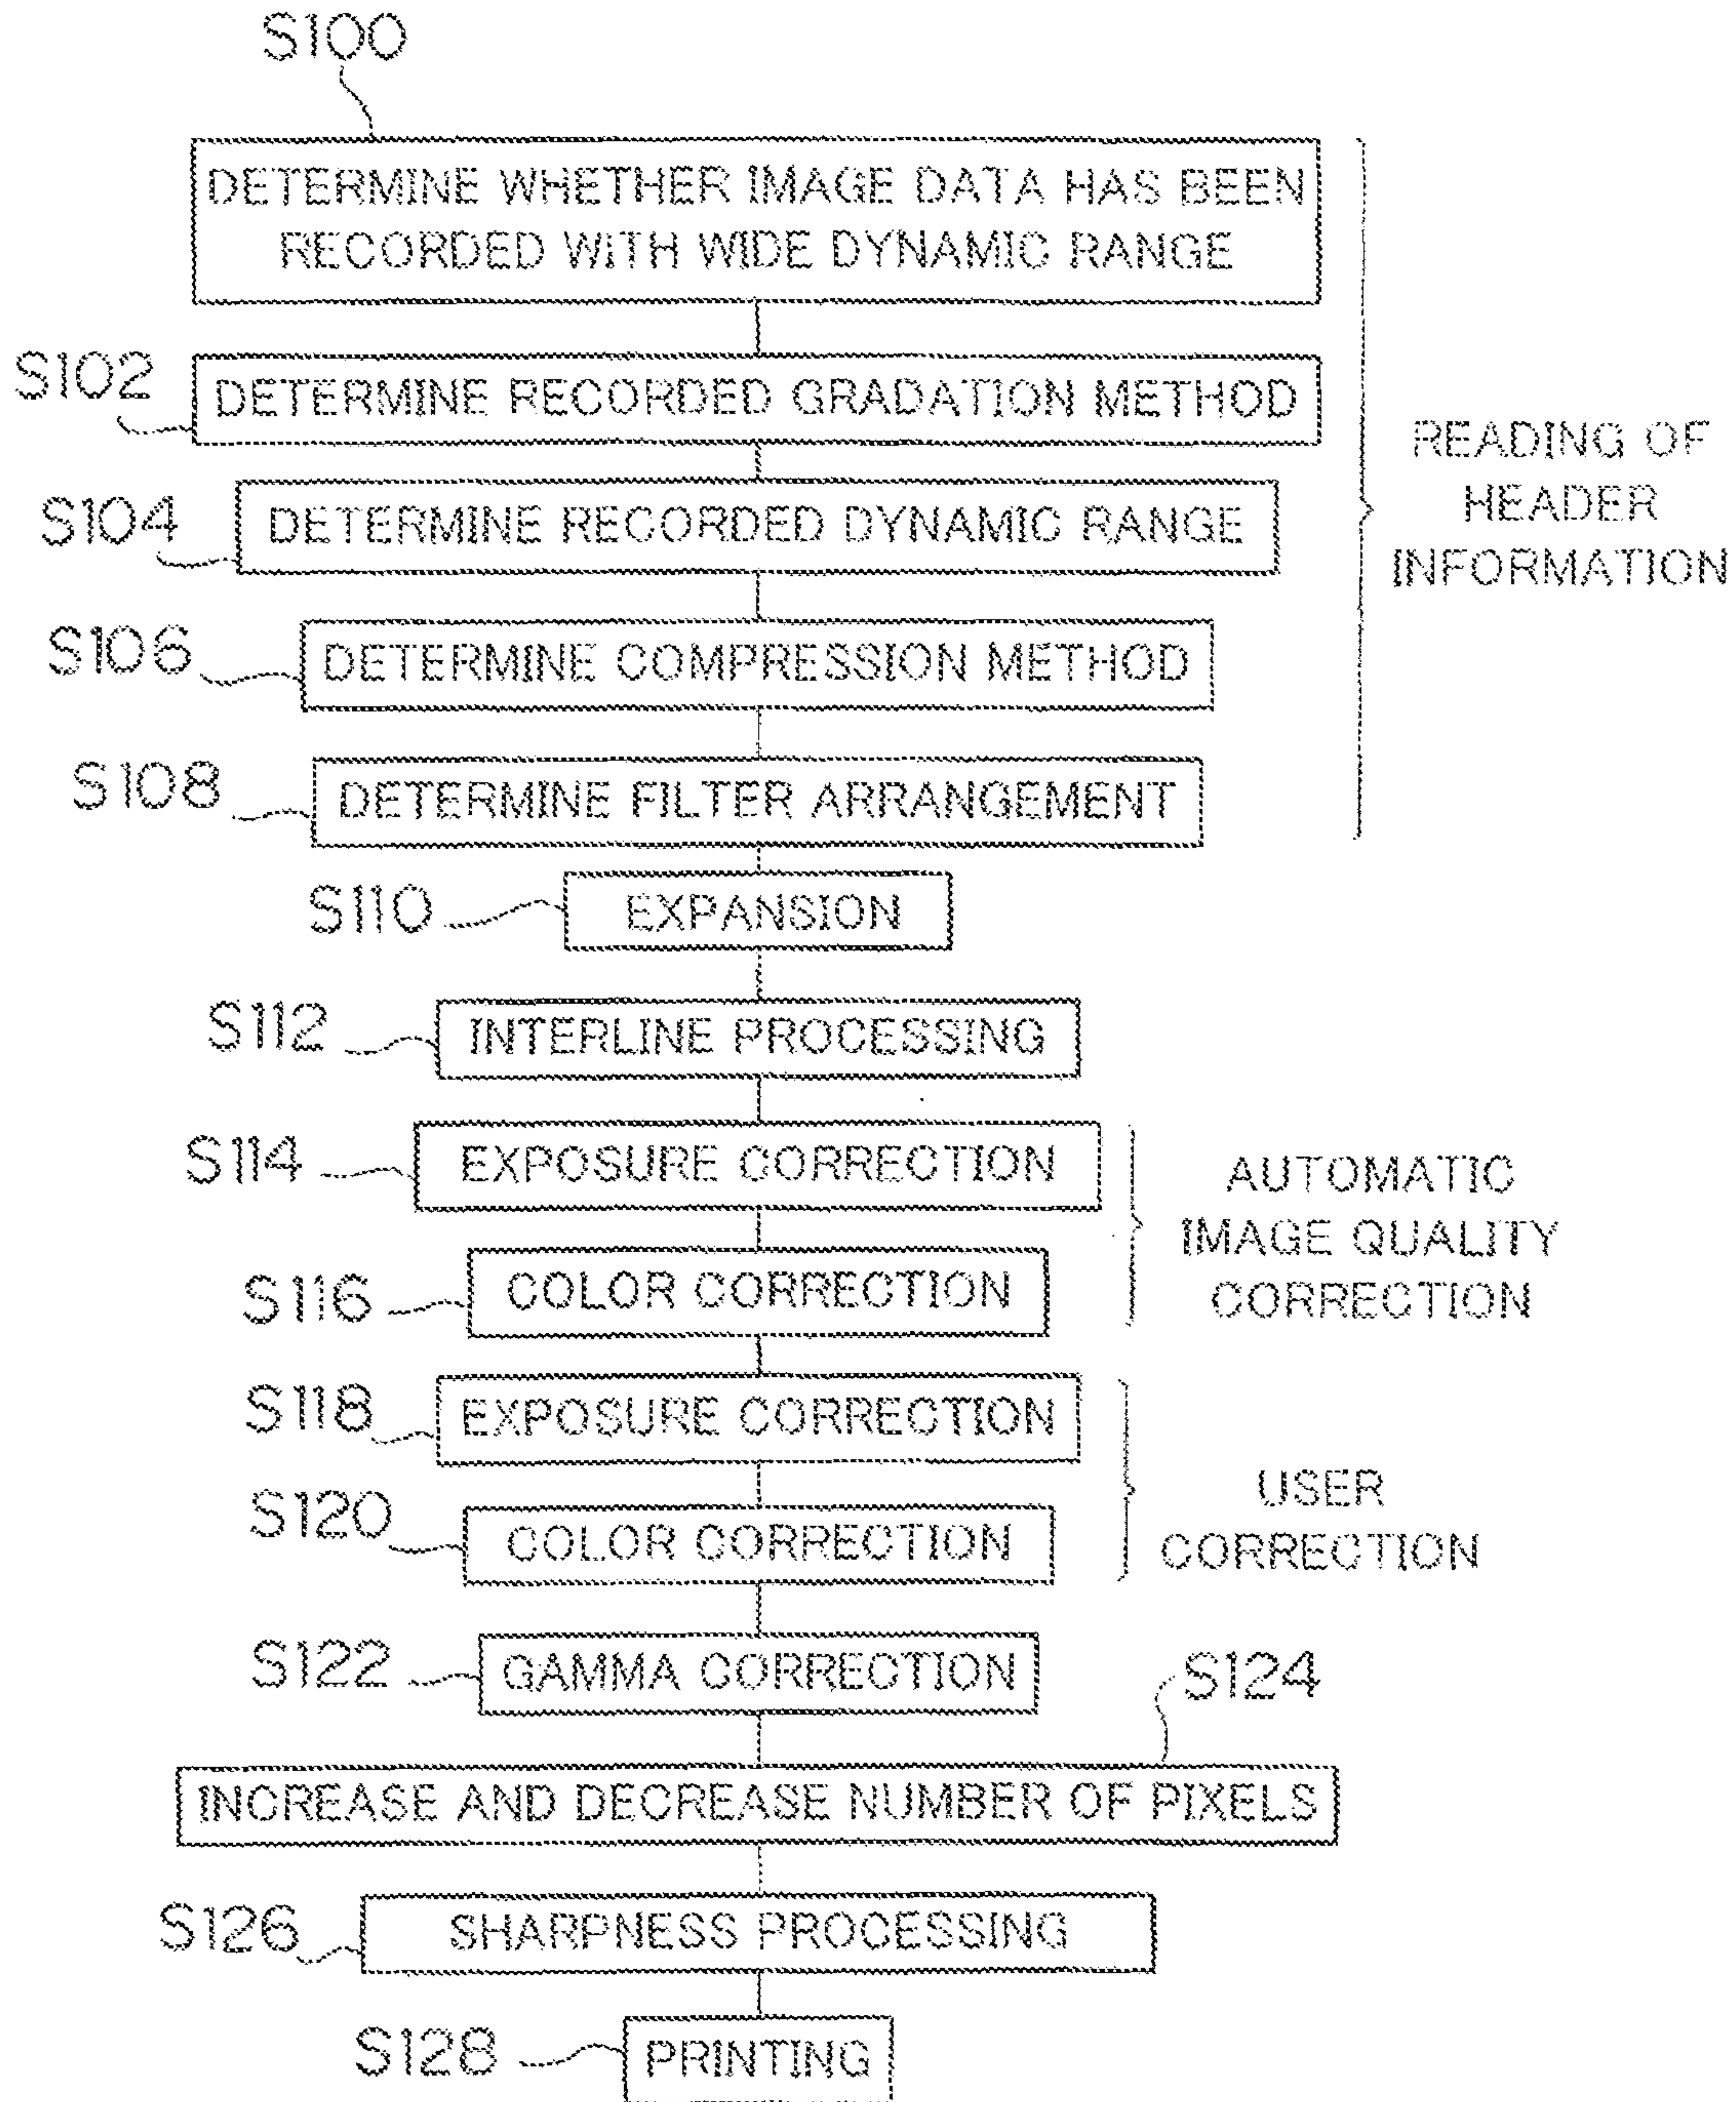 S100
DETERMINE WHETHER IMAGE DATA HAS BEEN
RECORDED WITH WIDE DYNAMIC RANGE
S102
DETERMINE RECORDED GRADATION METHOD
S104
DETERMINE RECORDED DYNAMIC RANGE
S106
DETERMINE COMPRESSION METHOD
S108
DETERMINE FILTER ARRANGEMENT
READING OF
HEADER
INFORMATION
S110
EXPANSION
S112
INTERLINE PROCESSING
S114
EXPOSURE CORRECTION
S116
COLOR CORRECTION
AUTOMATIC
IMAGE QUALITY
CORRECTION
S118
EXPOSURE CORRECTION
S120
COLOR CORRECTION
USER
CORRECTION
S122
GAMMA CORRECTION
S124
INCREASE AND DECREASE NUMBER OF PIXELS
S126
SHARPNESS PROCESSING
S128
PRINTING